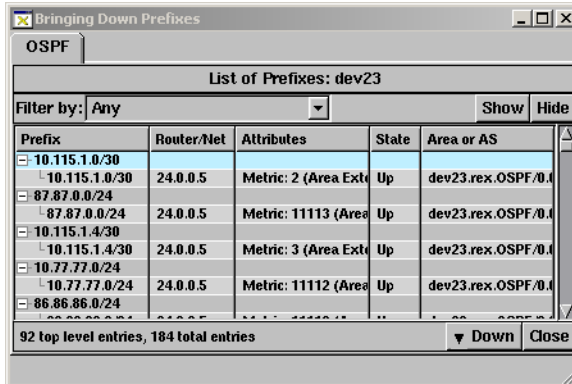 Bringing Down Prefixes
OSPF
List of Prefixes: dev23
Filter by: Any Show Hide
Prefix Router/Net Attributes State Area or AS
10.115.1.0/30
10.115.1.0/30 24.0.0.5 Metric: 2 (Area Exte Up dev23.rex.OSPF/0.0
87.87.0.0/24
87.87.0.0/24 24.0.0.5 Metric: 11113 (Area Up dev23.rex.OSPF/0.0
10.115.1.4/30
10.115.1.4/30 24.0.0.5 Metric: 3 (Area Exte Up dev23.rex.OSPF/0.0
10.77.77.0/24
10.77.77.0/24 24.0.0.5 Metric: 11112 (Area Up dev23.rex.OSPF/0.0
86.86.86.0/24
92 top level entries, 184 total entries Down Close